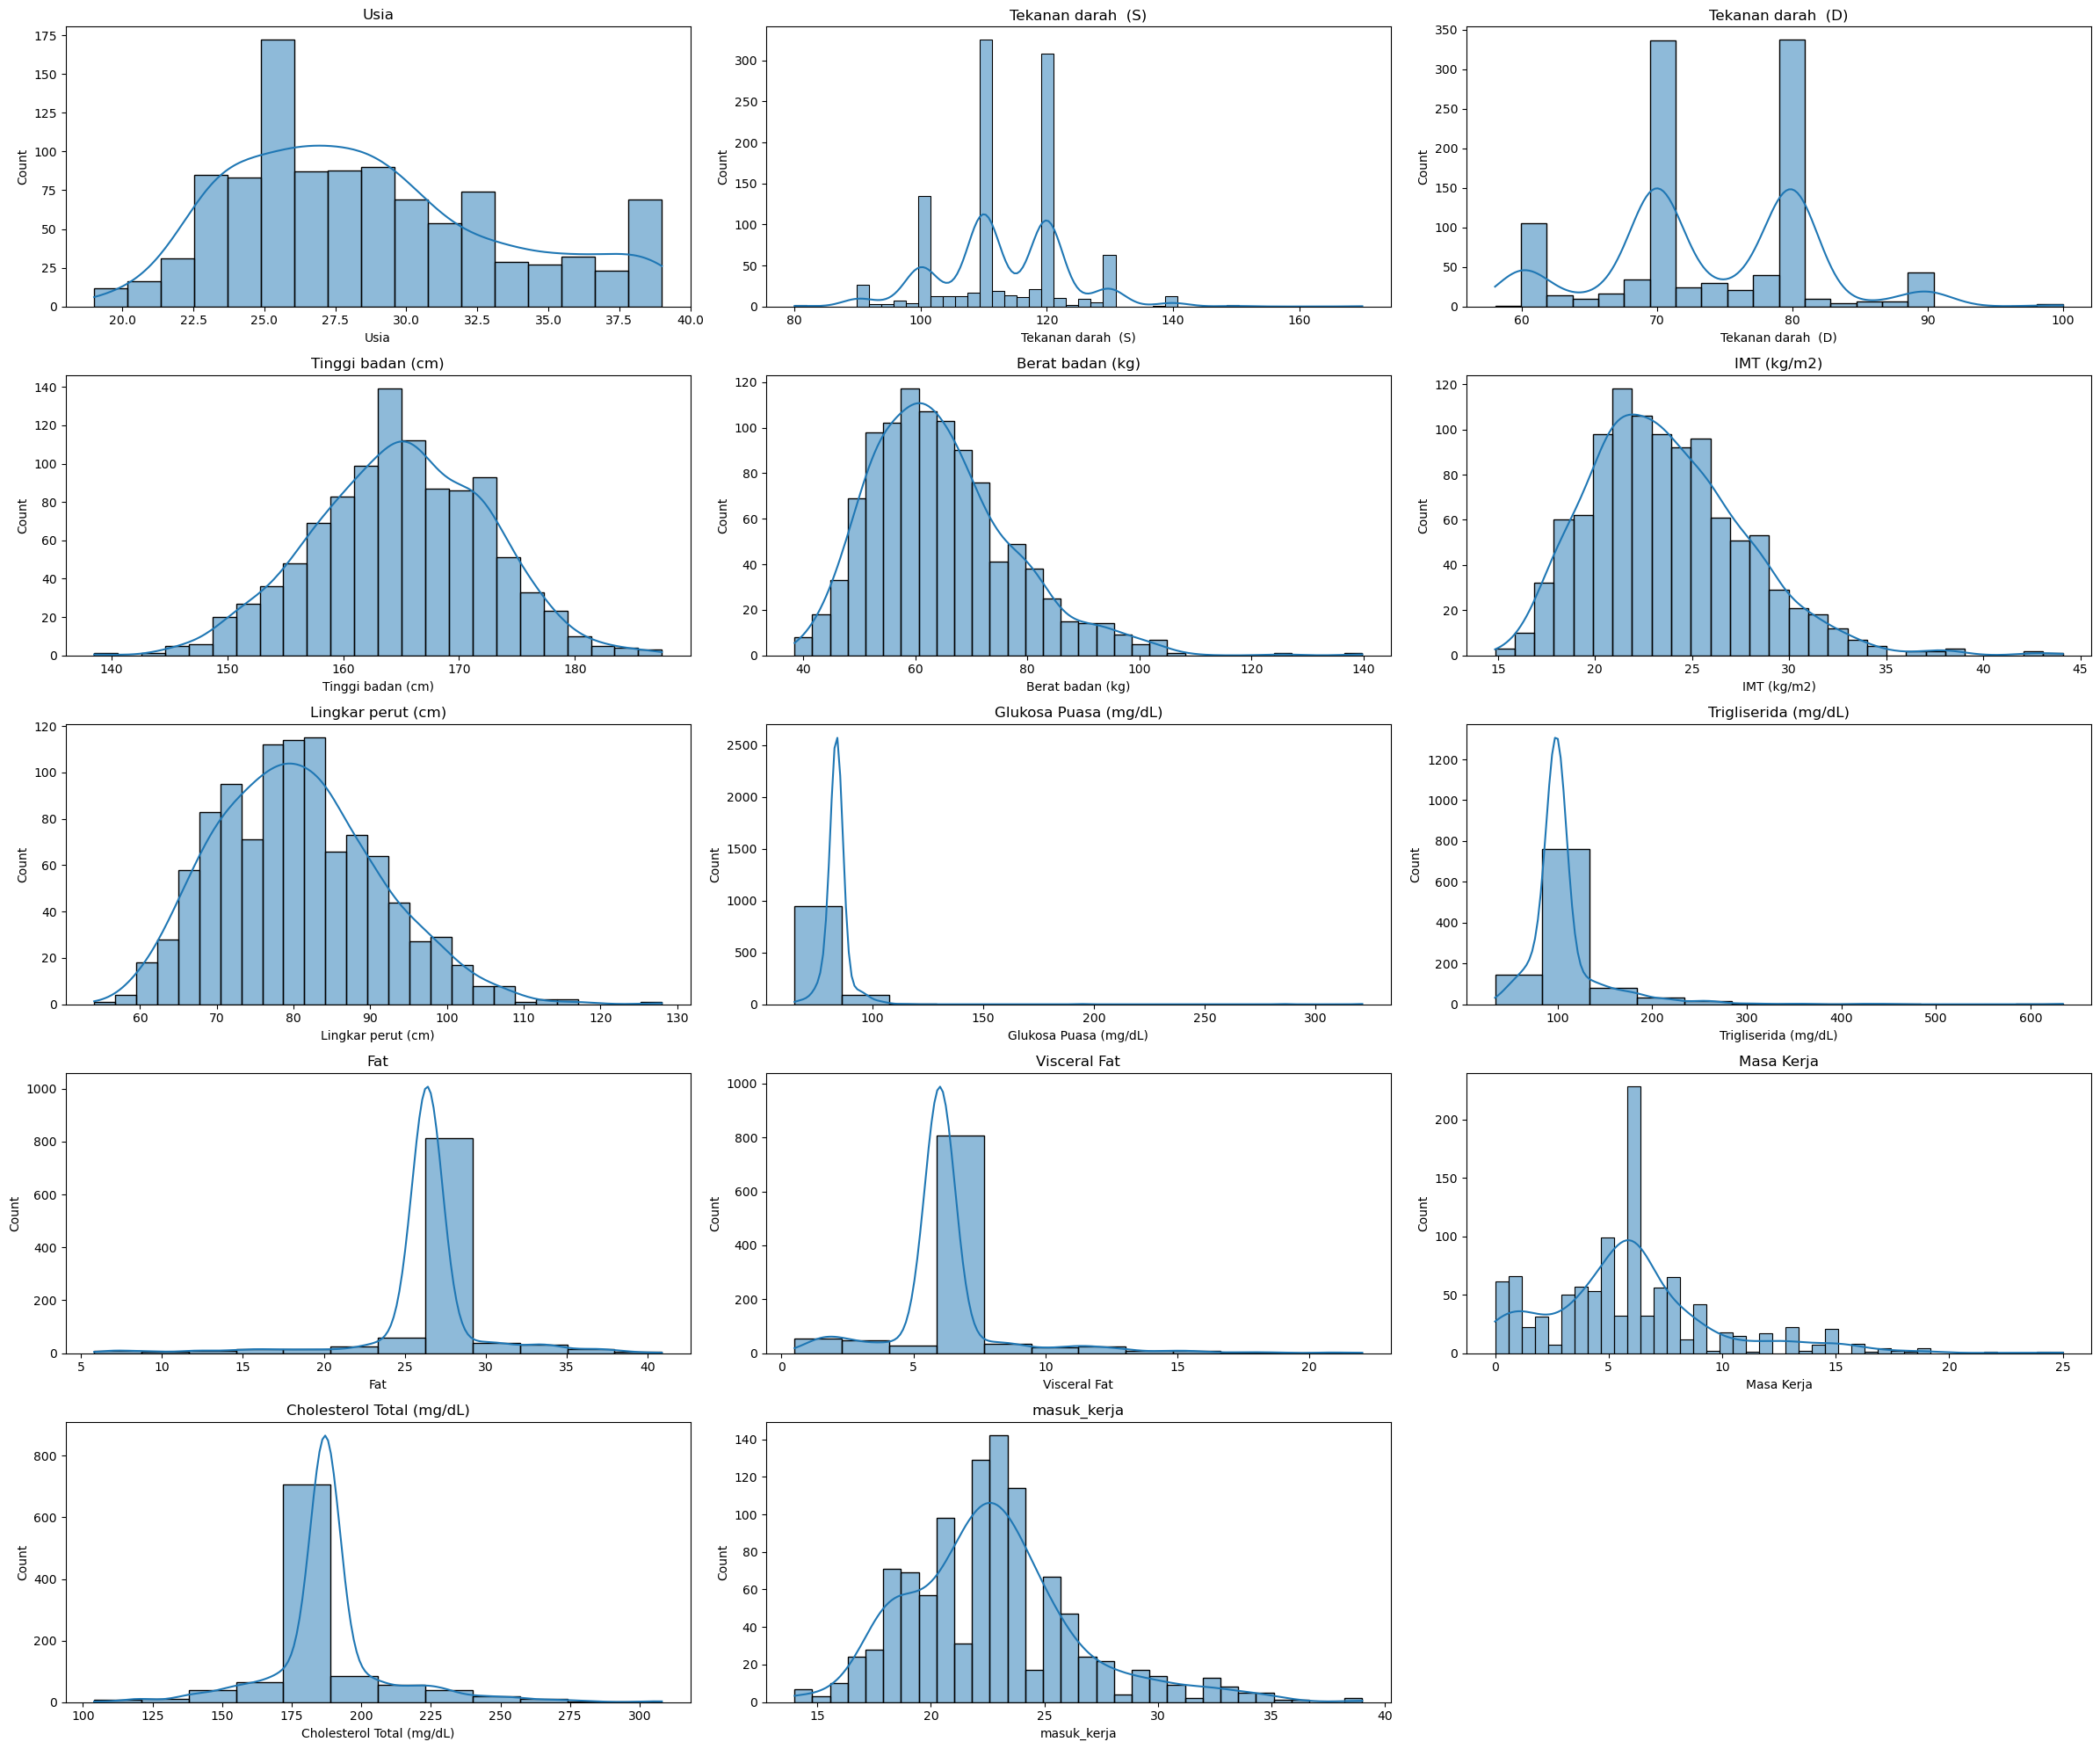 Usia
175
150
125
100
75
50
25
0
Count
20.0 22.5 25.0 27.5 30.0 32.5 35.0 37.5 40.0
Usia
Tekanan darah  (S)
300
250
200
150
100
50
0
Count
80 100 120 140 160
Tekanan darah  (S)
Tekanan darah  (D)
350
300
250
200
150
100
50
0
Count
60 70 80 90 100
Tekanan darah  (D)
Tinggi badan (cm)
140
120
100
80
60
40
20
0
Count
140 150 160 170 180
Tinggi badan (cm)
Berat badan (kg)
120
100
80
60
40
20
0
Count
40 60 80 100 120 140
Berat badan (kg)
IMT (kg/m2)
120
100
80
60
40
20
0
Count
15 20 25 30 35 40 45
IMT (kg/m2)
Lingkar perut (cm)
120
100
80
60
40
20
0
Count
60 70 80 90 100 110 120 130
Lingkar perut (cm)
Glukosa Puasa (mg/dL)
2500
2000
1500
1000
500
0
Count
100 150 200 250 300
Glukosa Puasa (mg/dL)
Trigliserida (mg/dL)
1200
1000
800
600
400
200
0
Count
100 200 300 400 500 600
Trigliserida (mg/dL)
Fat
1000
800
600
400
200
0
Count
5 10 15 20 25 30 35 40
Fat
Visceral Fat
1000
800
600
400
200
0
Count
0 5 10 15 20
Visceral Fat
Masa Kerja
200
150
100
50
0
Count
0 5 10 15 20 25
Masa Kerja
Cholesterol Total (mg/dL)
800
600
400
200
0
Count
100 125 150 175 200 225 250 275 300
Cholesterol Total (mg/dL)
masuk_kerja
140
120
100
80
60
40
20
0
Count
15 20 25 30 35 40
masuk_kerja